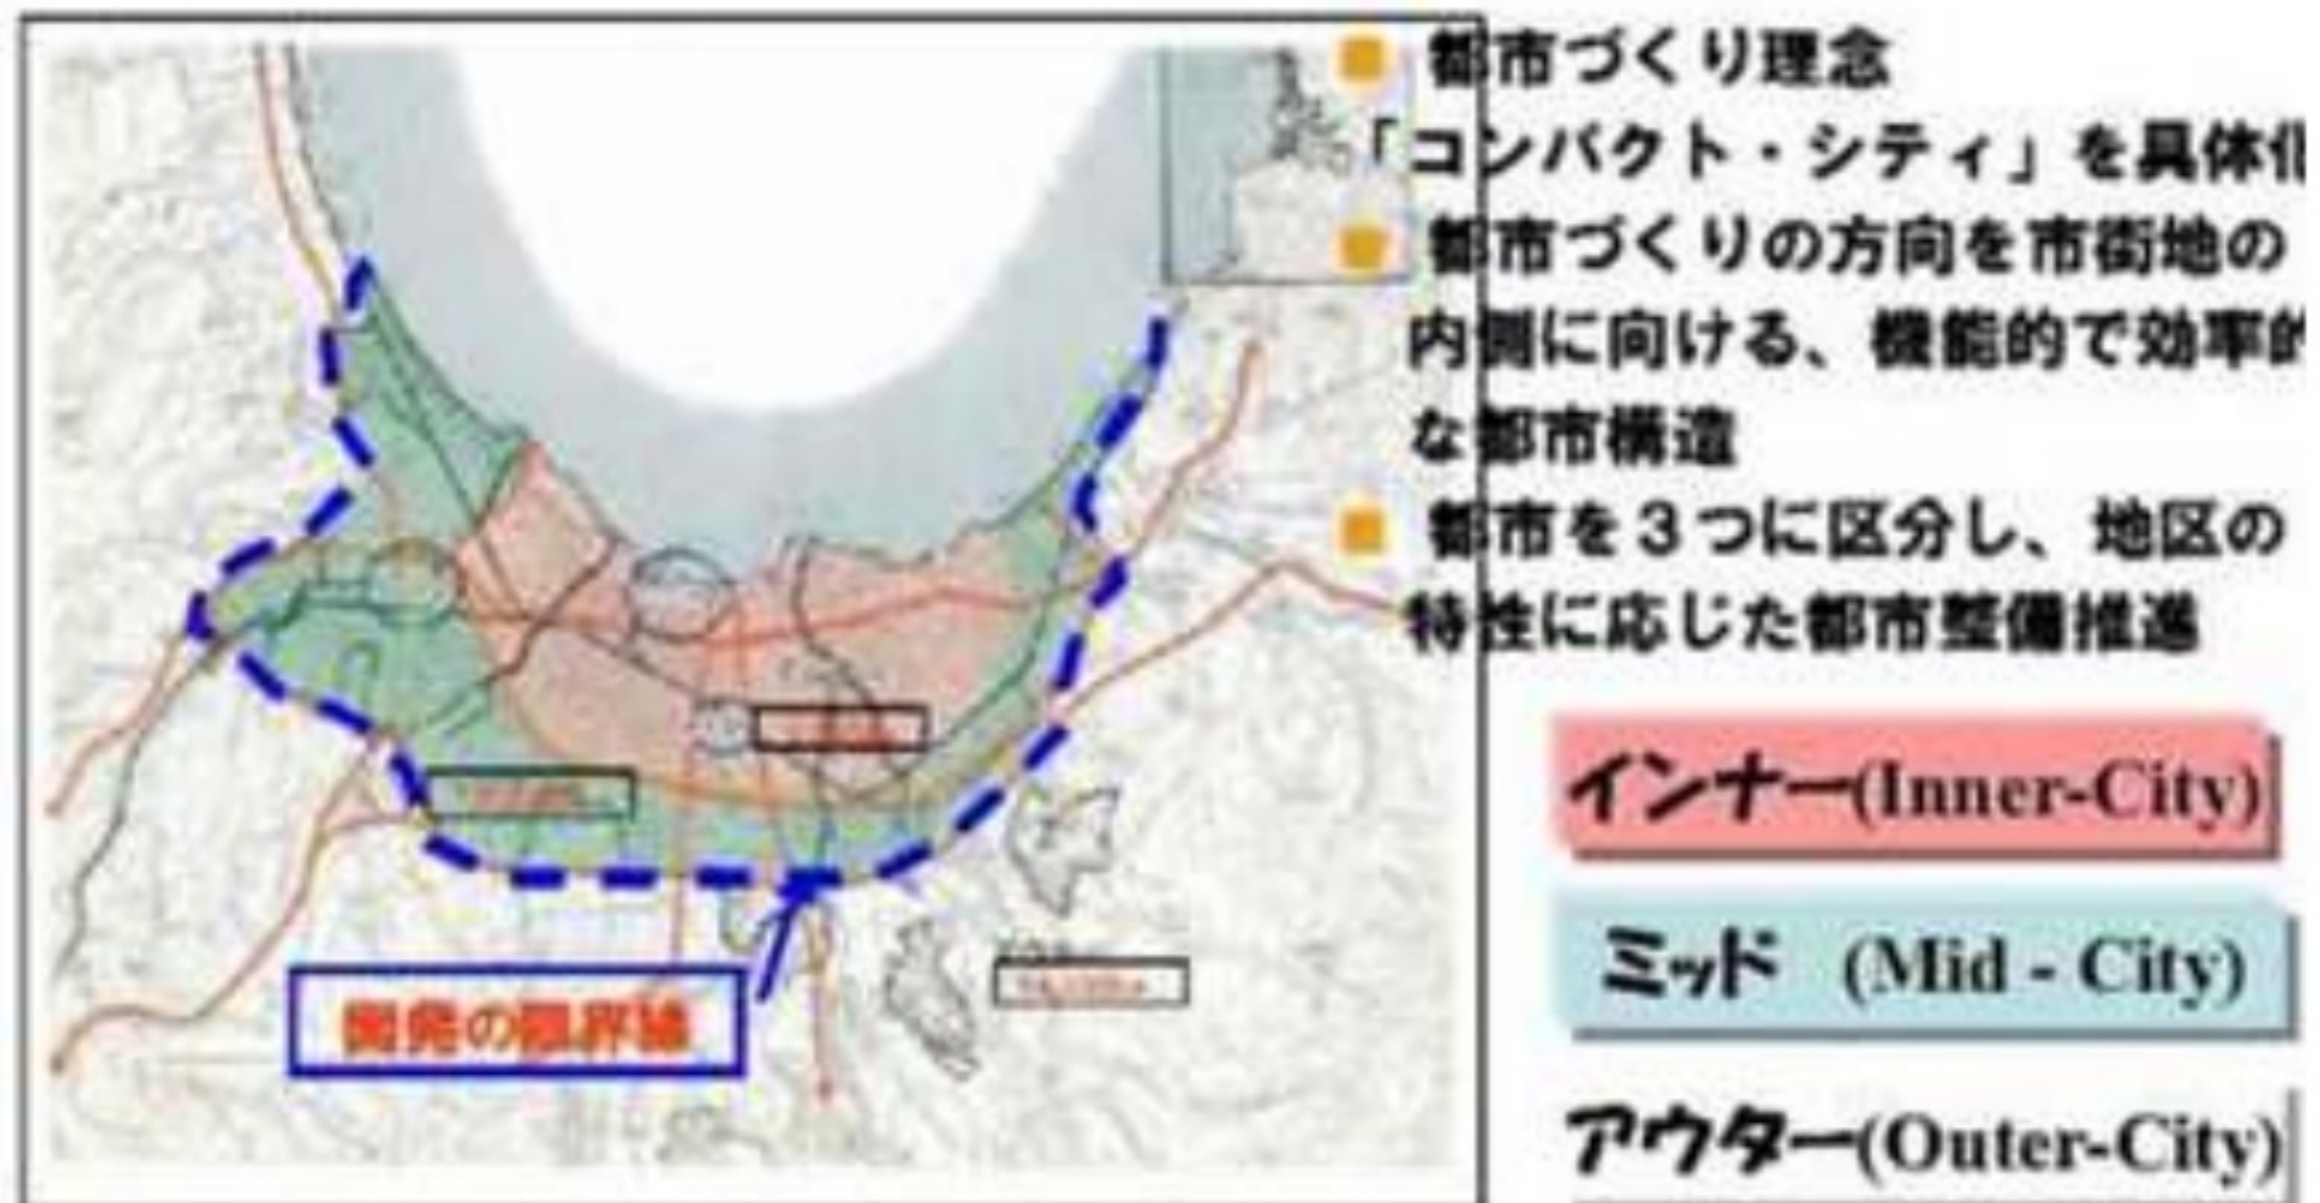 都市づくり理念
「コンパクト・シティ」を具体化
都市づくりの方向を市街地の
内側に向ける、機能的で効率的
な都市構造
都市を３つに区分し、地区の
特性に応じた都市整備推進
インナー(Inner-City)
ミッド (Mid - City)
アウター(Outer-City)
開発の限界線